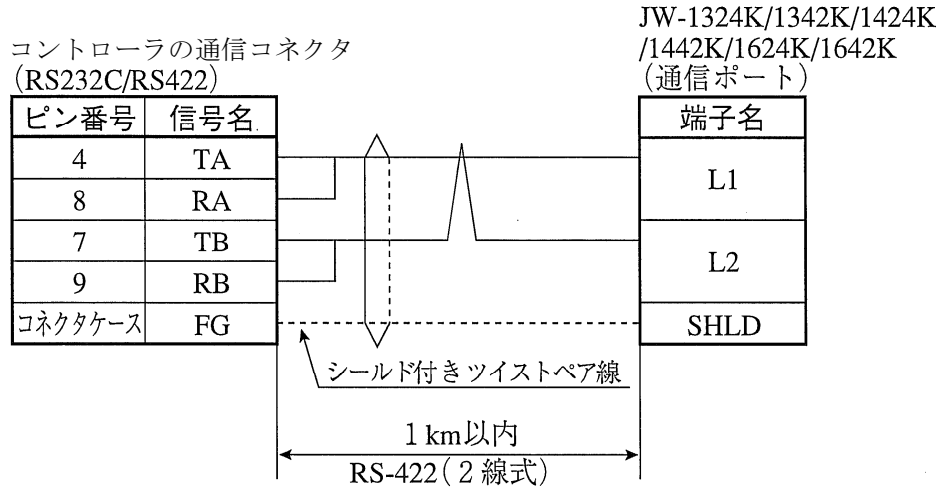 コントローラの通信コネクタ
（RS232C/RS422）
JW-1324K/1342K/1424K
/1442K/1624K/1642K
（通信ポート）
ピン番号 信号名
4 TA
8 RA
7 TB
9 RB
コネクタケース FG
端子名
L1
L2
SHLD
シールド付きツイストペア線
1 km以内
RS-422（2線式）